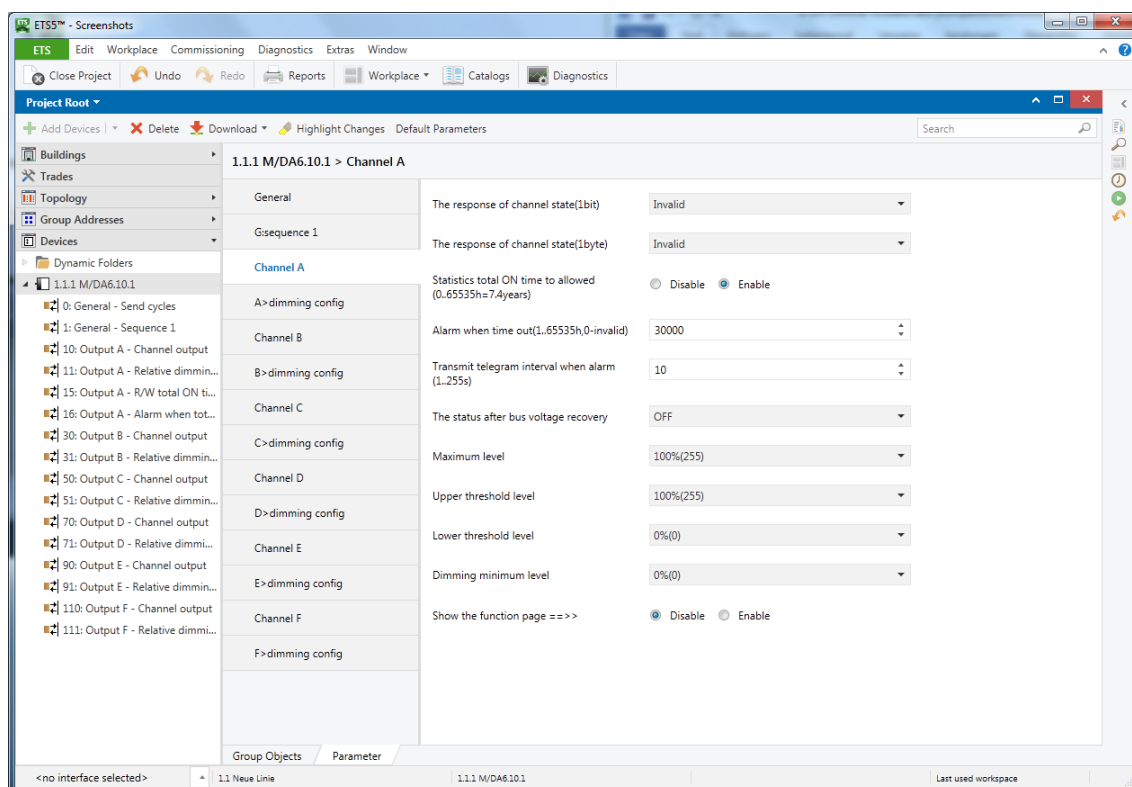 ETS5™ - Screenshots
ETS Edit Workplace Commissioning Diagnostics Extras Window
Close Project Undo Redo Reports Workplace Catalogs Diagnostics
Project Root
Add Devices Delete Download Highlight Changes Default Parameters Search
Buildings
Trades
Topology
Group Addresses
Devices
Dynamic Folders
1.1.1 M/DA6.10.1
0: General - Send cycles
1: General - Sequence 1
10: Output A - Channel output
11: Output A - Relative dimmin...
15: Output A - R/W total ON ti...
16: Output A - Alarm when tot...
30: Output B - Channel output
31: Output B - Relative dimmin...
50: Output C - Channel output
51: Output C - Relative dimmin...
70: Output D - Channel output
71: Output D - Relative dimmi...
90: Output E - Channel output
91: Output E - Relative dimmin...
110: Output F - Channel output
111: Output F - Relative dimmi...
1.1.1 M/DA6.10.1 > Channel A
General
G:sequence 1
Channel A
A>dimming config
Channel B
B>dimming config
Channel C
C>dimming config
Channel D
D>dimming config
Channel E
E>dimming config
Channel F
F>dimming config
The response of channel state(1bit) Invalid
The response of channel state(1byte) Invalid
Statistics total ON time to allowed
(0..65535h=7.4years) Disable Enable
Alarm when time out(1..65535h,0-invalid) 30000
Transmit telegram interval when alarm
(1..255s) 10
The status after bus voltage recovery OFF
Maximum level 100%(255)
Upper threshold level 100%(255)
Lower threshold level 0%(0)
Dimming minimum level 0%(0)
Show the function page ==>> Disable Enable
Group Objects Parameter
<no interface selected> 1.1 Neue Linie 1.1.1 M/DA6.10.1 Last used workspace